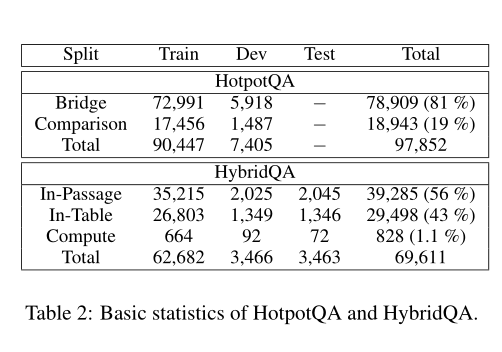 Split Train Dev Test Total
HotpotQA
Bridge 72,991 5,918 – 78,909 (81 %)
Comparison 17,456 1,487 – 18,943 (19 %)
Total 90,447 7,405 – 97,852
HybridQA
In-Passage 35,215 2,025 2,045 39,285 (56 %)
In-Table 26,803 1,349 1,346 29,498 (43 %)
Compute 664 92 72 828 (1.1 %)
Total 62,682 3,466 3,463 69,611
Table 2: Basic statistics of HotpotQA and HybridQA.